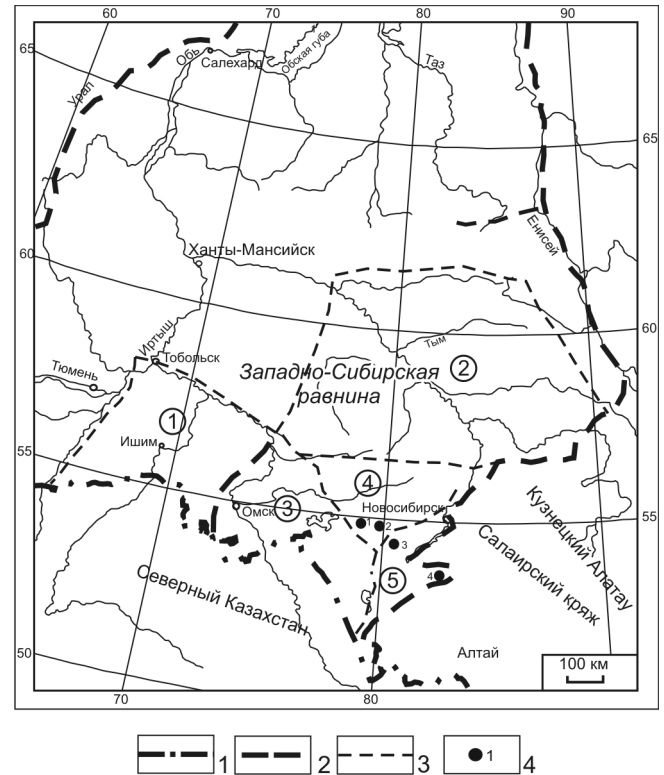 60
70
80
90
65
Обь
Салехард
Обская губа
Таз
Урал
65
Енисей
Ханты-Мансийск
60
60
Иртыш
Тобольск
Тым
Тюмень
Западно-Сибирская
равнина
2
1
Ишим
55
4
Новосибирск
Омск
3
1
2
3
55
Кузнецкий Алатау
Салаирский кряж
5
4
Северный Казахстан
50
Алтай
100 км
70
80
1
2
3
1
4